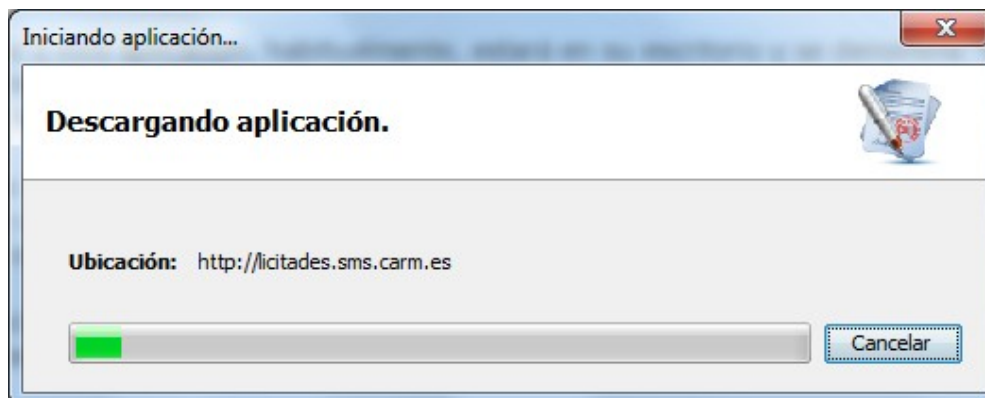 Iniciando aplicación...
Descargando aplicación.
Ubicación: http://licitades.sms.carm.es
Cancelar